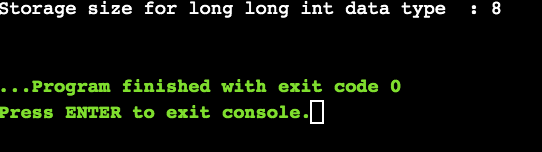 Storage size for long long int data type  : 8
...Program finished with exit code 0
Press ENTER to exit console.